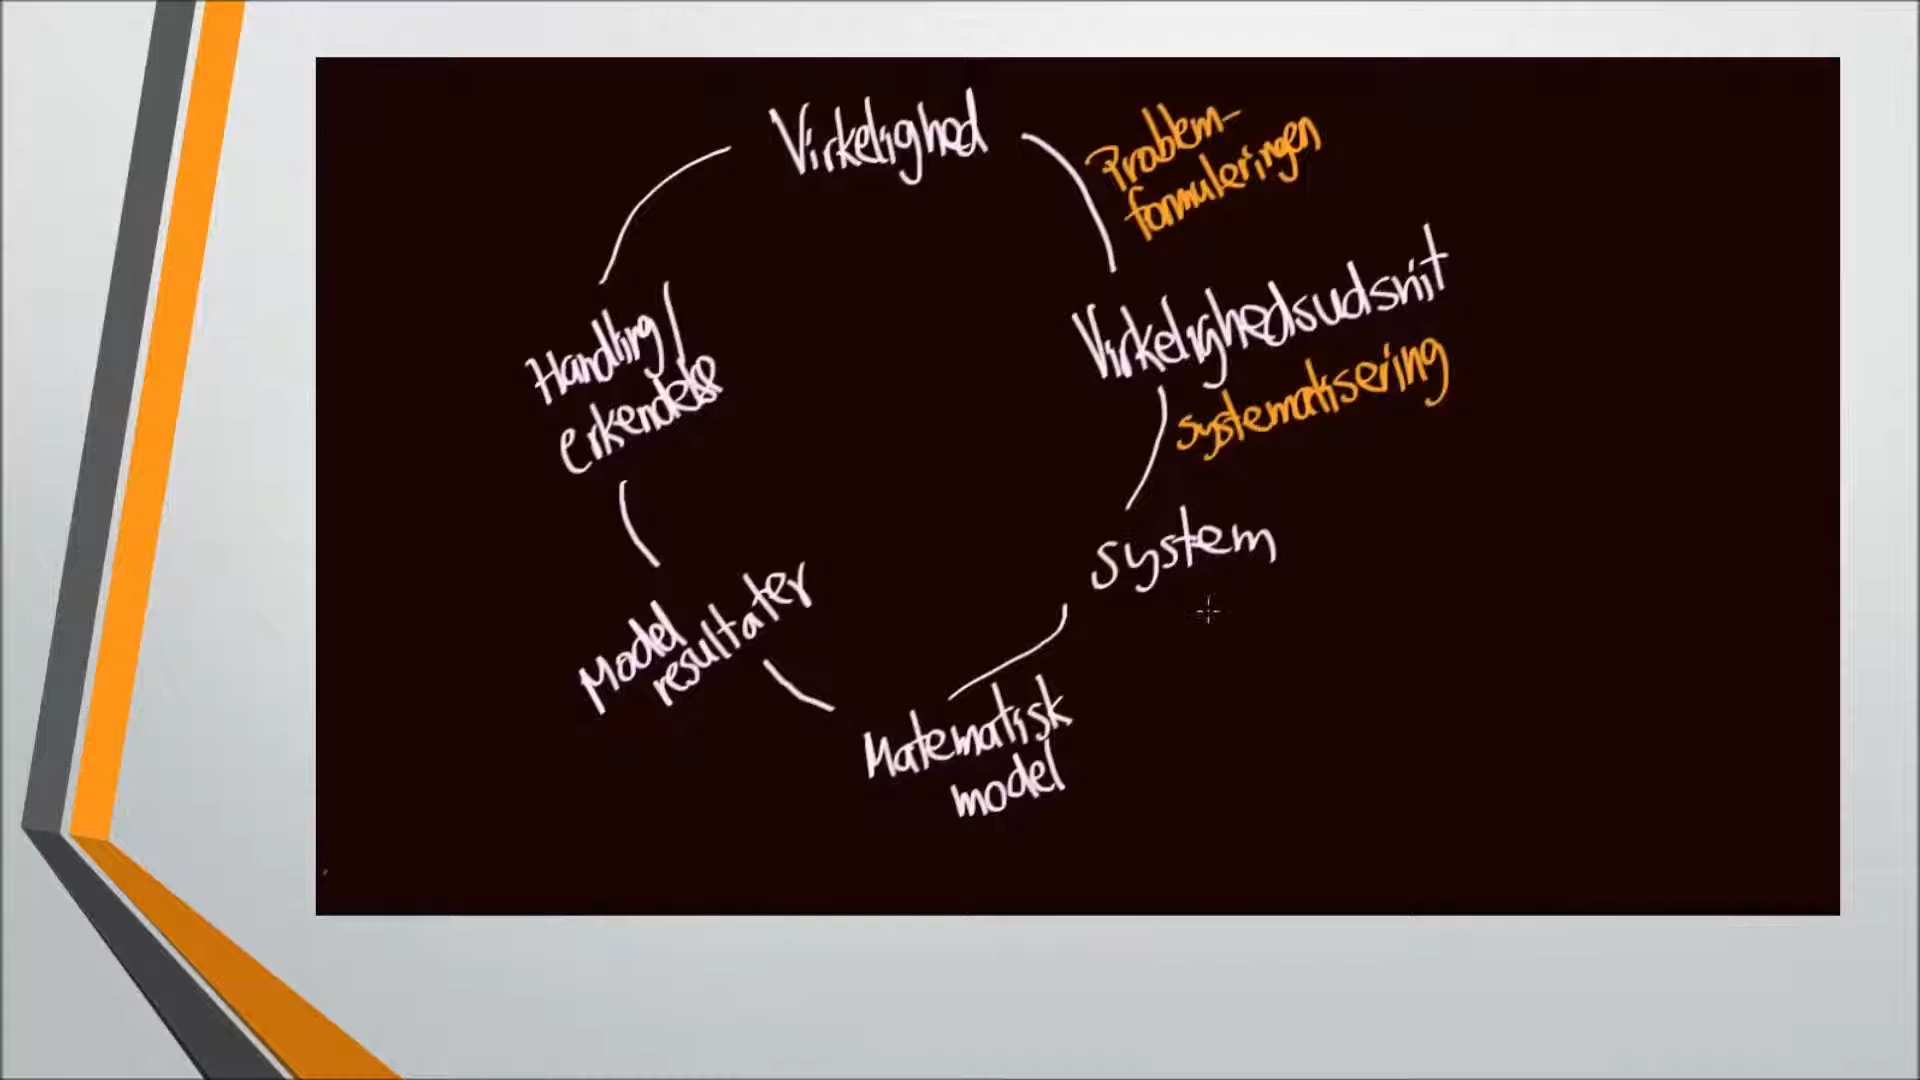 Virkelighed
Problem-
formuleringen
Virkelighedsudsnit
systematisering
system
Matematisk
model
Model
resultater
Handling/
erkendelse